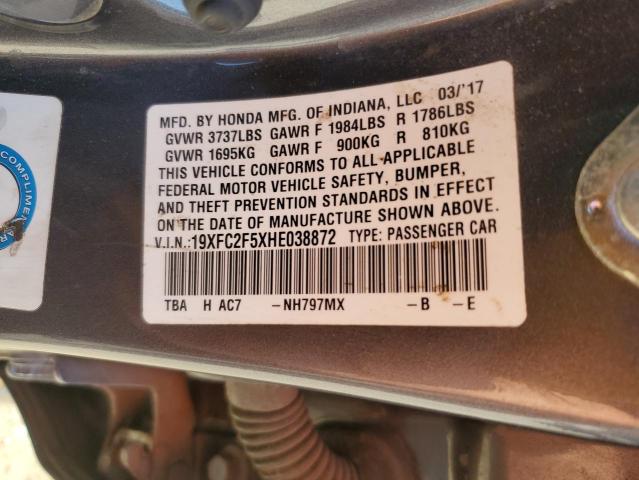 MFD. BY HONDA MFG. OF INDIANA, LLC 03/'17
GVWR 3737LBS GAWR F 1984LBS R 1786LBS
GVWR 1695KG GAWR F 900KG R 810KG
THIS VEHICLE CONFORMS TO ALL APPLICABLE
FEDERAL MOTOR VEHICLE SAFETY, BUMPER,
AND THEFT PREVENTION STANDARDS IN EFFECT
ON THE DATE OF MANUFACTURE SHOWN ABOVE.
V.I.N.:19XFC2F5XHE038872 TYPE: PASSENGER CAR
TBA H AC7 -NH797MX -B -E